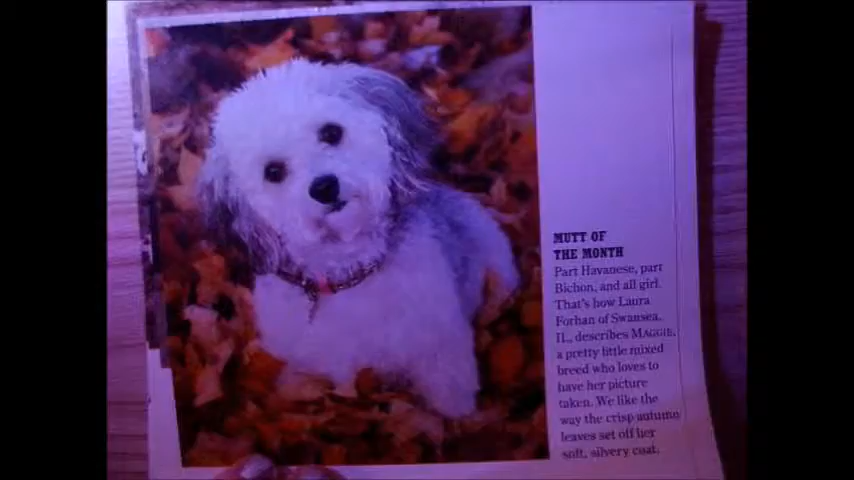 MUTT OF
THE MONTH
Part Havanese, part
Bichon, and all girl.
That's how Laura
Forhan of Swansea,
IL, describes MAGGIE,
a pretty little mixed
breed who loves to
have her picture
taken. We like the
way the crisp autumn
leaves set off her
soft, silvery coat.